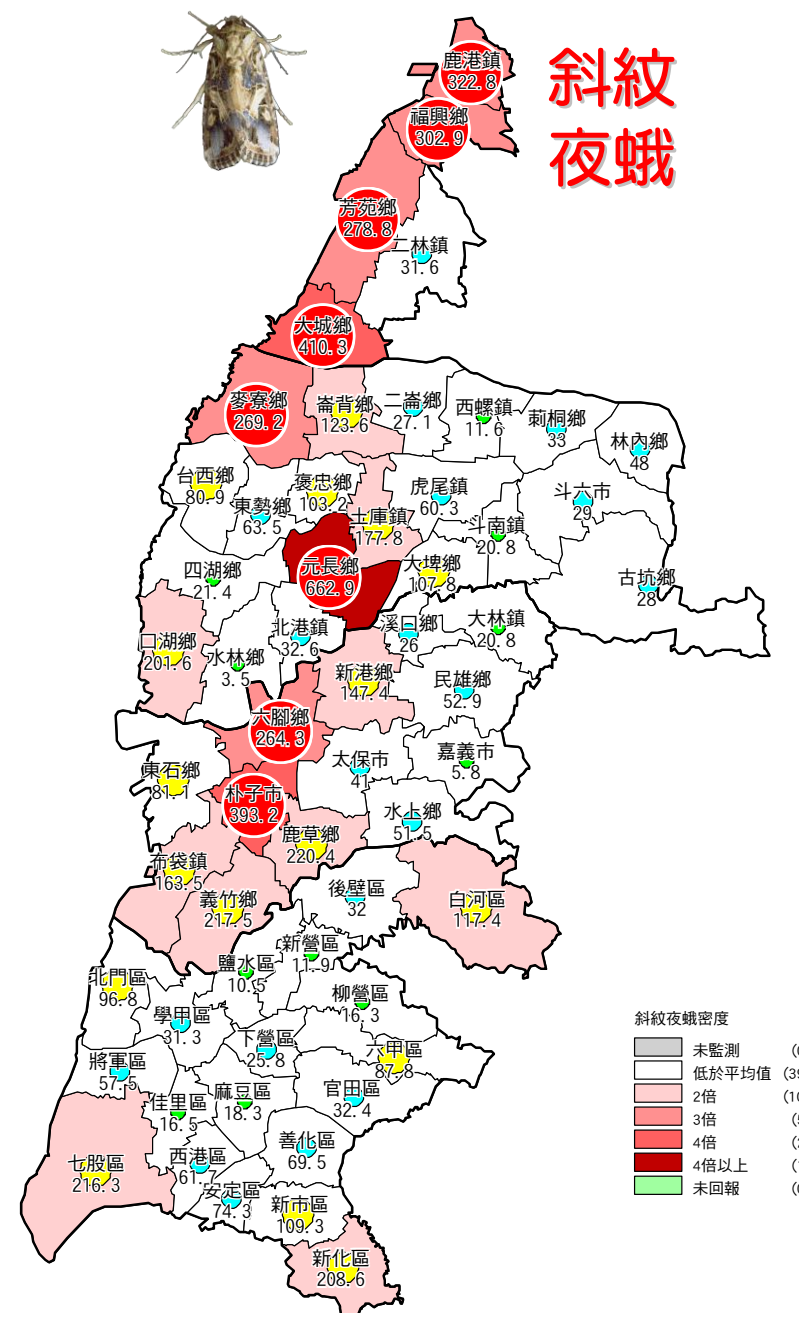 斜紋
夜蛾
鹿港鎮
322.8
福興鄉
302.9
芳苑鄉
278.8
二林鎮
31.6
大城鄉
410.3
麥寮鄉
269.2
崙背鄉
123.6
二崙鄉
27.1
西螺鎮
11.6
莿桐鄉
33
林內鄉
48
台西鄉
80.9
東勢鄉
63.5
褒忠鄉
103.2
土庫鎮
177.8
虎尾鎮
60.3
斗南鎮
20.8
斗六市
29
四湖鄉
21.4
元長鄉
662.9
大埤鄉
107.8
古坑鄉
28
口湖鄉
201.6
水林鄉
3.5
北港鎮
32.6
溪口鄉
26
大林鎮
20.8
新港鄉
147.4
民雄鄉
52.9
六腳鄉
264.3
東石鄉
81.1
太保市
41
嘉義市
5.8
朴子市
393.2
水上鄉
51.5
鹿草鄉
220.4
布袋鎮
163.5
義竹鄉
217.5
後壁區
32
白河區
117.4
新營區
11.9
鹽水區
10.5
北門區
96.8
柳營區
16.3
學甲區
31.3
下營區
25.8
六甲區
87.8
將軍區
57.5
佳里區
16.5
麻豆區
18.3
官田區
32.4
西港區
61.7
善化區
69.5
七股區
216.3
安定區
74.3
新市區
109.3
新化區
208.6
斜紋夜蛾密度
未監測
低於平均值 (39
2倍 (10
3倍
4倍
4倍以上
未回報